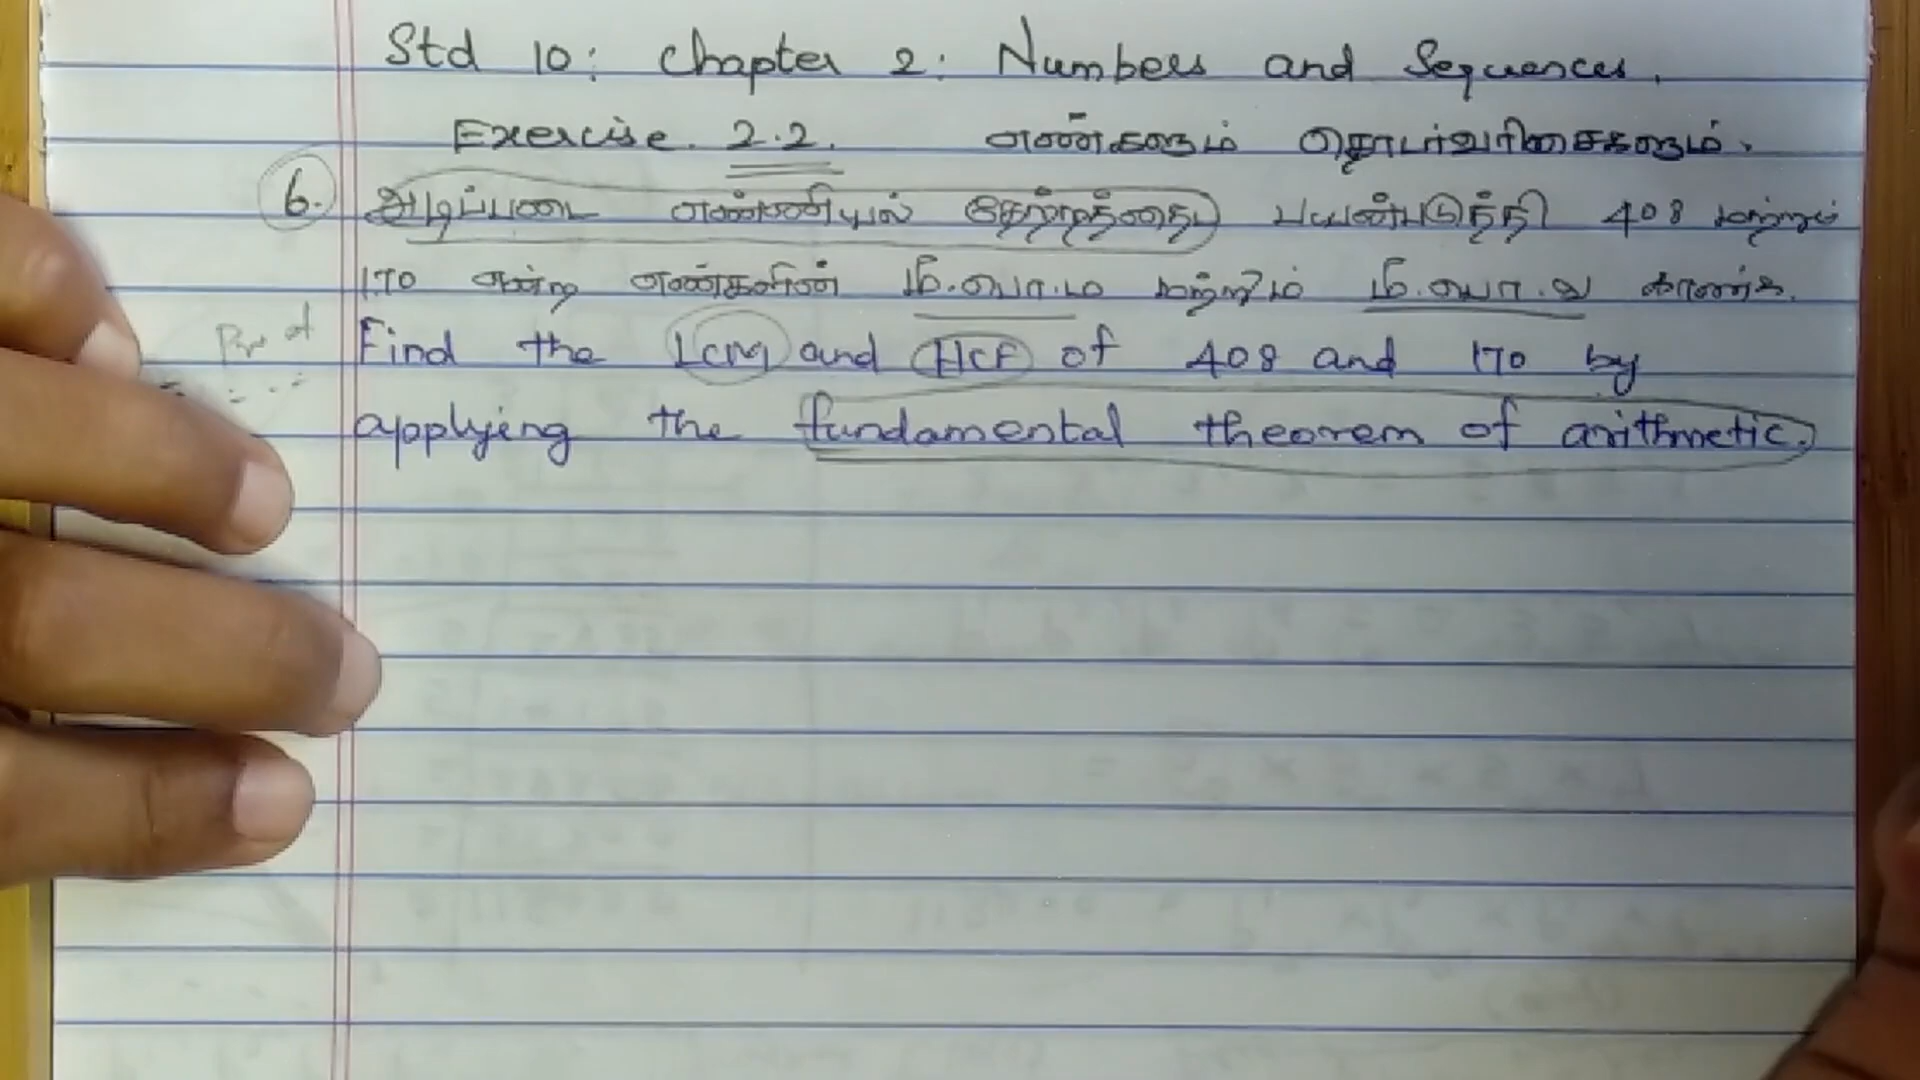 Std 10: Chapter 2: Numbers and Sequences.
Exercise. 2.2. எண்களும் தொடர்வரிசைகளும்.
6. அடிப்படை எண்ணியல் தேற்றத்தைப் பயன்படுத்தி 408 மற்றும்
170 என்ற எண்களின் மீ.பொ.ம மற்றும் மீ.பொ.வ காண்க.
Find the LCM and HCF of 408 and 170 by
applying the fundamental theorem of arithmetic.